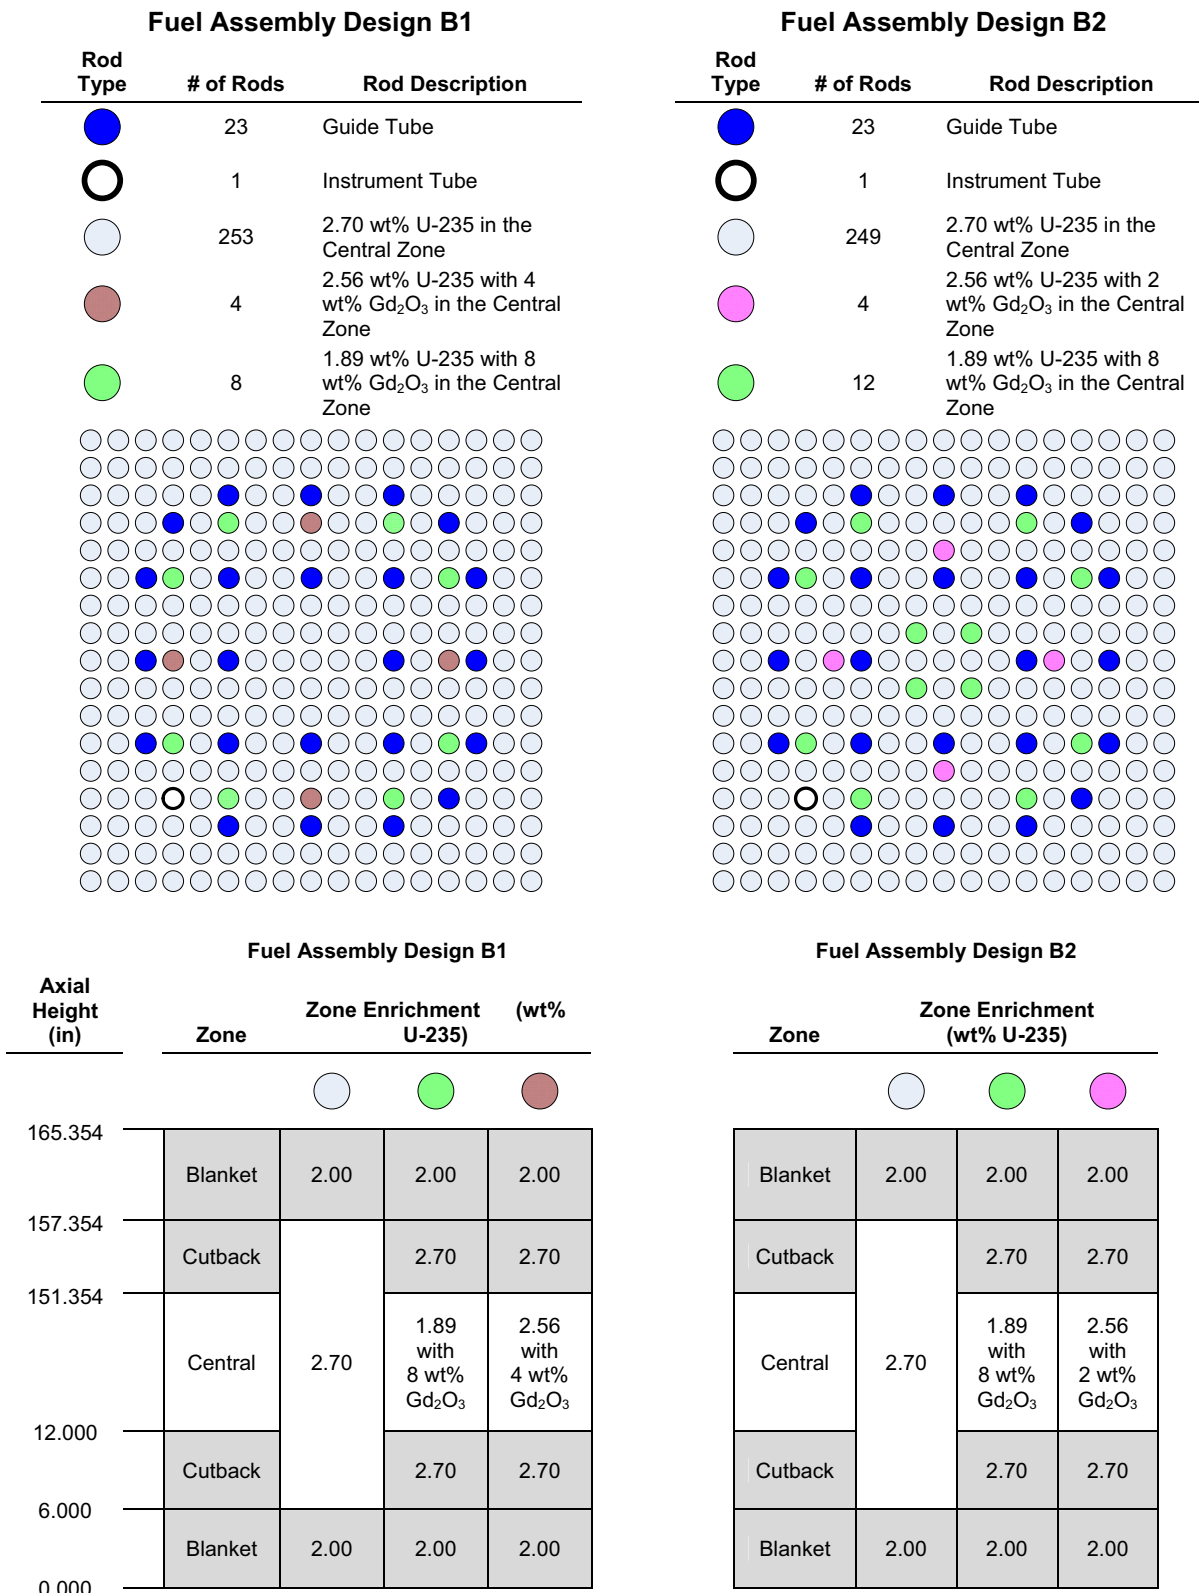 Fuel Assembly Design B1
Rod Type # of Rods Rod Description
23 Guide Tube
1 Instrument Tube
253 2.70 wt% U-235 in the
Central Zone
4 2.56 wt% U-235 with 4
wt% Gd2O3 in the Central
Zone
8 1.89 wt% U-235 with 8
wt% Gd2O3 in the Central
Zone
Fuel Assembly Design B2
Rod Type # of Rods Rod Description
23 Guide Tube
1 Instrument Tube
249 2.70 wt% U-235 in the
Central Zone
4 2.56 wt% U-235 with 2
wt% Gd2O3 in the Central
Zone
12 1.89 wt% U-235 with 8
wt% Gd2O3 in the Central
Zone
Fuel Assembly Design B1
Axial
Height
(in)
Zone
Zone Enrichment (wt%
U-235)
165.354
Blanket 2.00 2.00 2.00
157.354
Cutback 2.70 2.70
151.354
Central 2.70
1.89
with
8 wt%
Gd2O3
2.56
with
4 wt%
Gd2O3
12.000
Cutback 2.70 2.70
6.000
Blanket 2.00 2.00 2.00
0.000
Fuel Assembly Design B2
Zone
Zone Enrichment
(wt% U-235)
Blanket 2.00 2.00 2.00
Cutback 2.70 2.70
Central 2.70
1.89
with
8 wt%
Gd2O3
2.56
with
2 wt%
Gd2O3
Cutback 2.70 2.70
Blanket 2.00 2.00 2.00